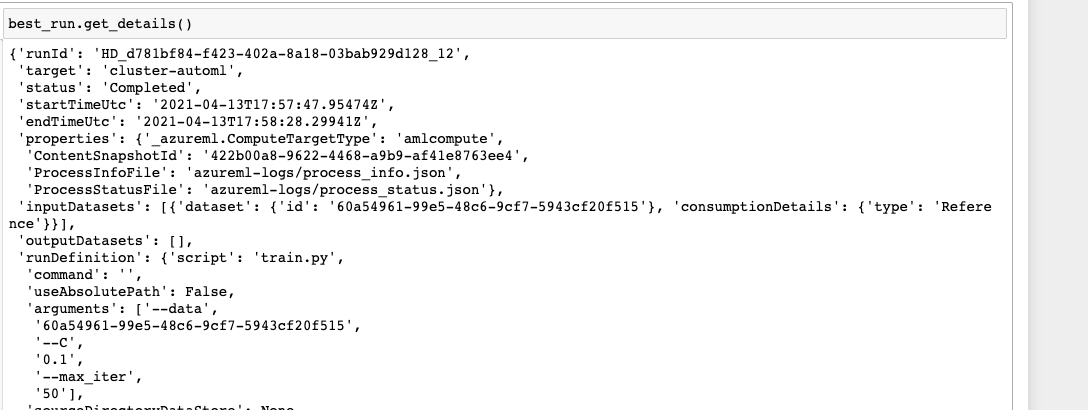 best_run.get_details()
{'runId': 'HD_d781bf84-f423-402a-8a18-03bab929d128_12',
'target': 'cluster-automl',
'status': 'Completed',
'startTimeUtc': '2021-04-13T17:57:47.95474Z',
'endTimeUtc': '2021-04-13T17:58:28.29941Z',
'properties': {'_azureml.ComputeTargetType': 'amlcompute',
'ContentSnapshotId': '422b00a8-9622-4468-a9b9-af41e8763ee4',
'ProcessInfoFile': 'azureml-logs/process_info.json',
'ProcessStatusFile': 'azureml-logs/process_status.json'},
'inputDatasets': [{'dataset': {'id': '60a54961-99e5-48c6-9cf7-5943cf20f515'}, 'consumptionDetails': {'type': 'Refere
nce'}}],
'outputDatasets': [],
'runDefinition': {'script': 'train.py',
'command': '',
'useAbsolutePath': False,
'arguments': ['--data',
'60a54961-99e5-48c6-9cf7-5943cf20f515',
'--C',
'0.1',
'--max_iter',
'50'],
'sourceDirectoryDataStore': None